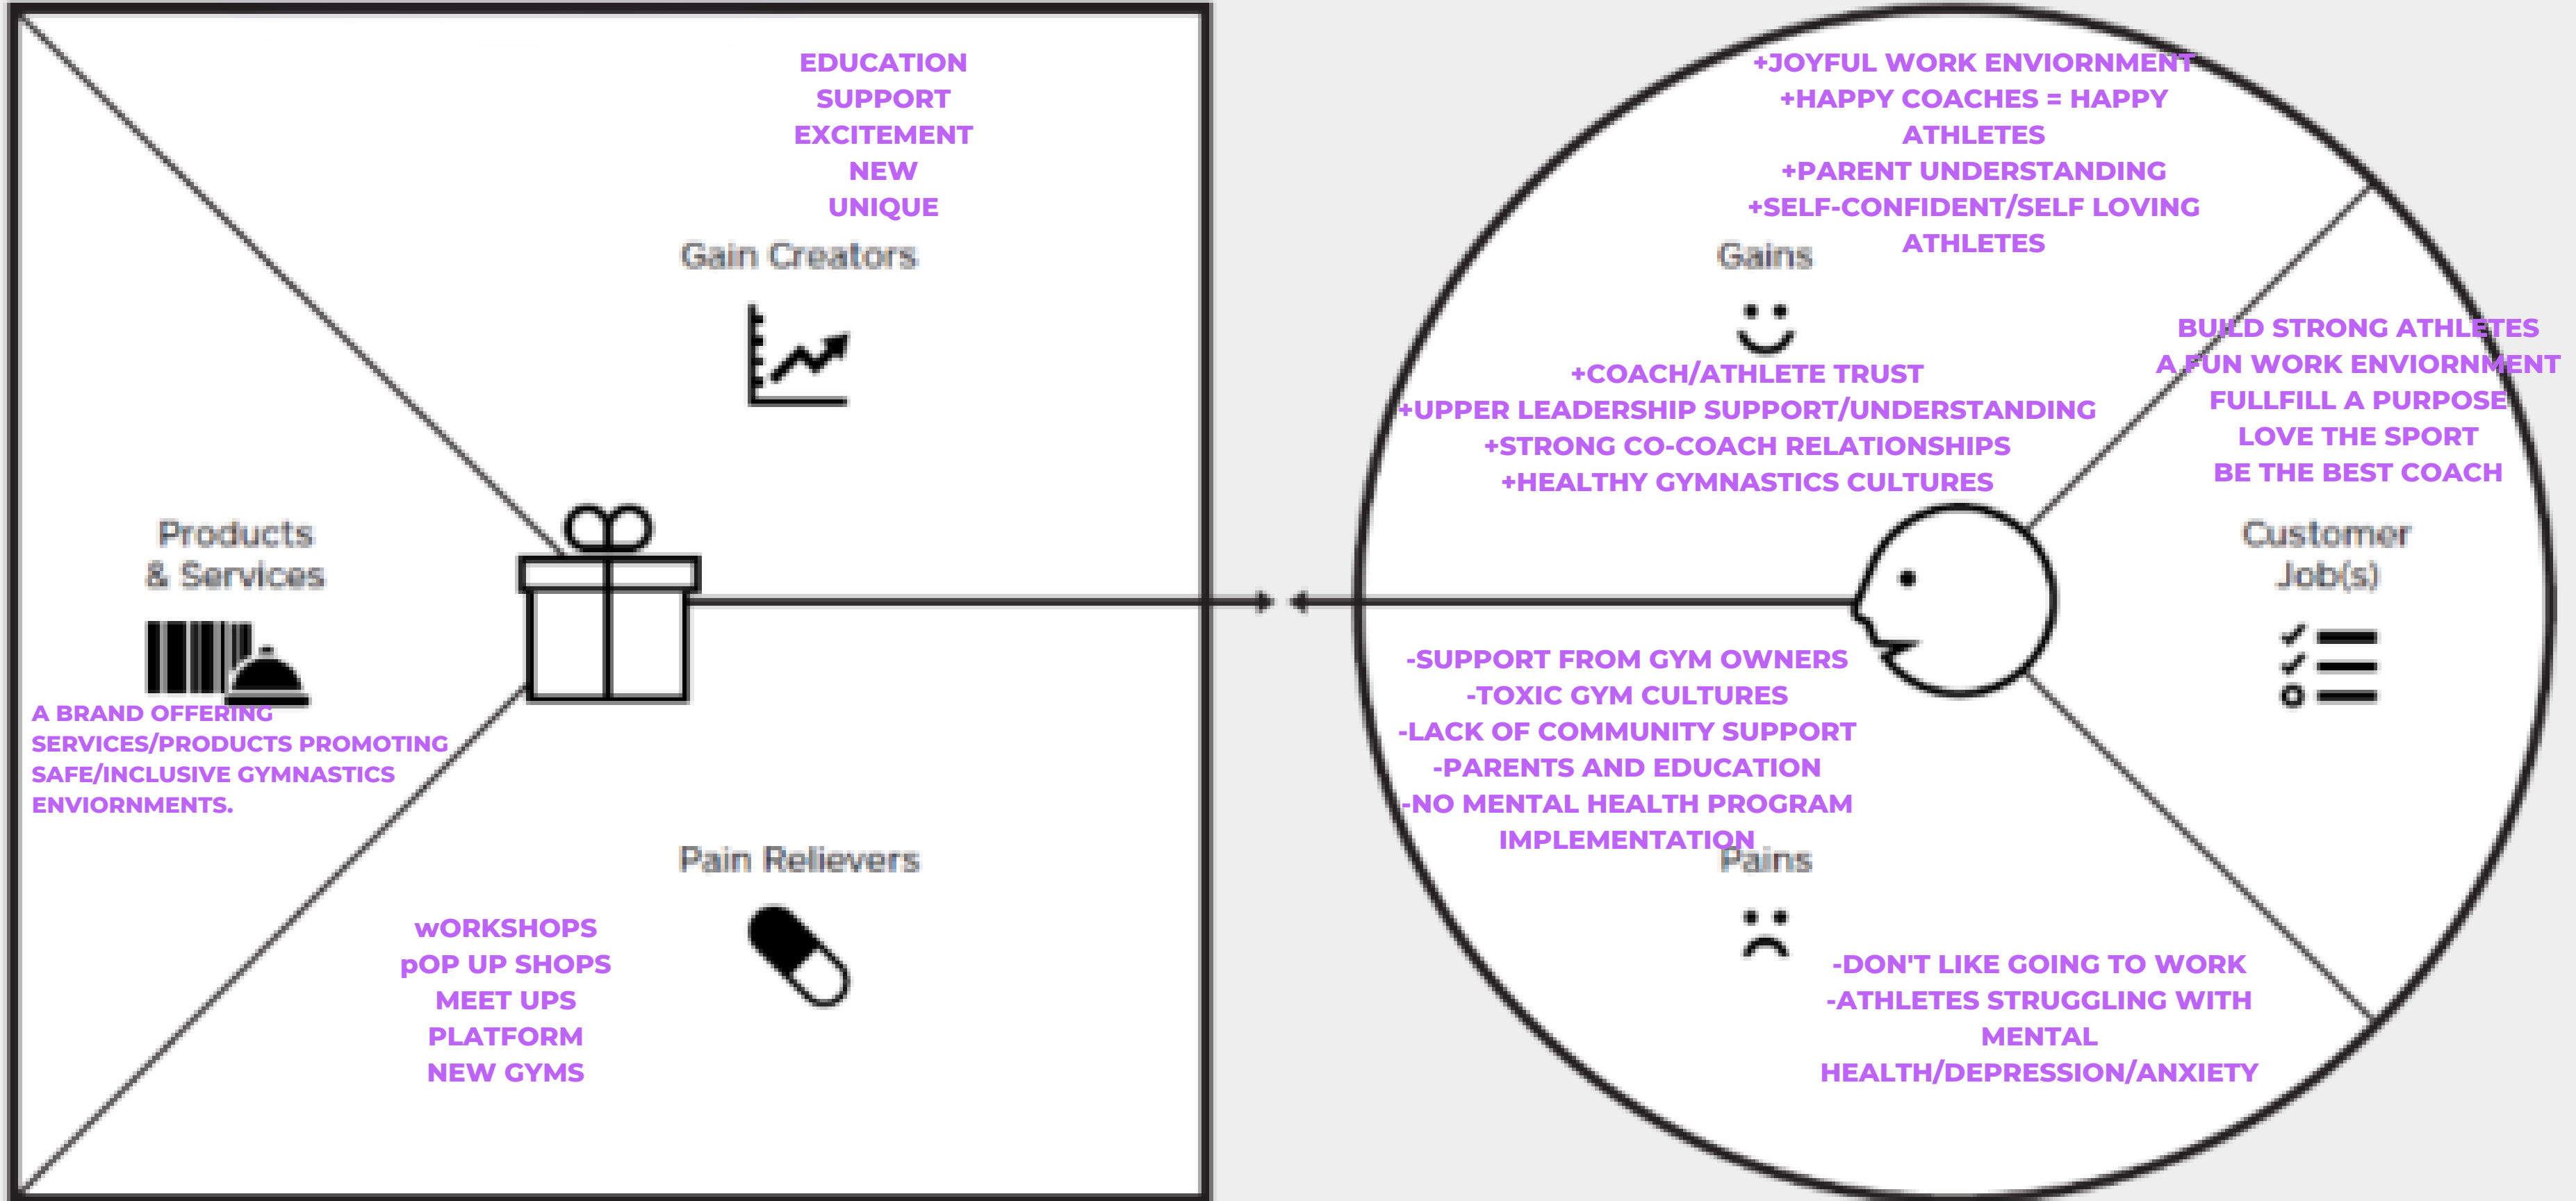 EDUCATION
SUPPORT
EXCITEMENT
NEW
UNIQUE
Gain Creators
Products
& Services
A BRAND OFFERING
SERVICES/PRODUCTS PROMOTING
SAFE/INCLUSIVE GYMNASTICS
ENVIORNMENTS.
Pain Relievers
wORKSHOPS
pOP UP SHOPS
MEET UPS
PLATFORM
NEW GYMS
+JOYFUL WORK ENVIORNMENT
+HAPPY COACHES = HAPPY
ATHLETES
+PARENT UNDERSTANDING
+SELF-CONFIDENT/SELF LOVING
ATHLETES
Gains
+COACH/ATHLETE TRUST
+UPPER LEADERSHIP SUPPORT/UNDERSTANDING
+STRONG CO-COACH RELATIONSHIPS
+HEALTHY GYMNASTICS CULTURES
BUILD STRONG ATHLETES
A FUN WORK ENVIORNMENT
FULLFILL A PURPOSE
LOVE THE SPORT
BE THE BEST COACH
Customer
Job(s)
-SUPPORT FROM GYM OWNERS
-TOXIC GYM CULTURES
-LACK OF COMMUNITY SUPPORT
-PARENTS AND EDUCATION
-NO MENTAL HEALTH PROGRAM
IMPLEMENTATION
Pains
-DON'T LIKE GOING TO WORK
-ATHLETES STRUGGLING WITH
MENTAL
HEALTH/DEPRESSION/ANXIETY